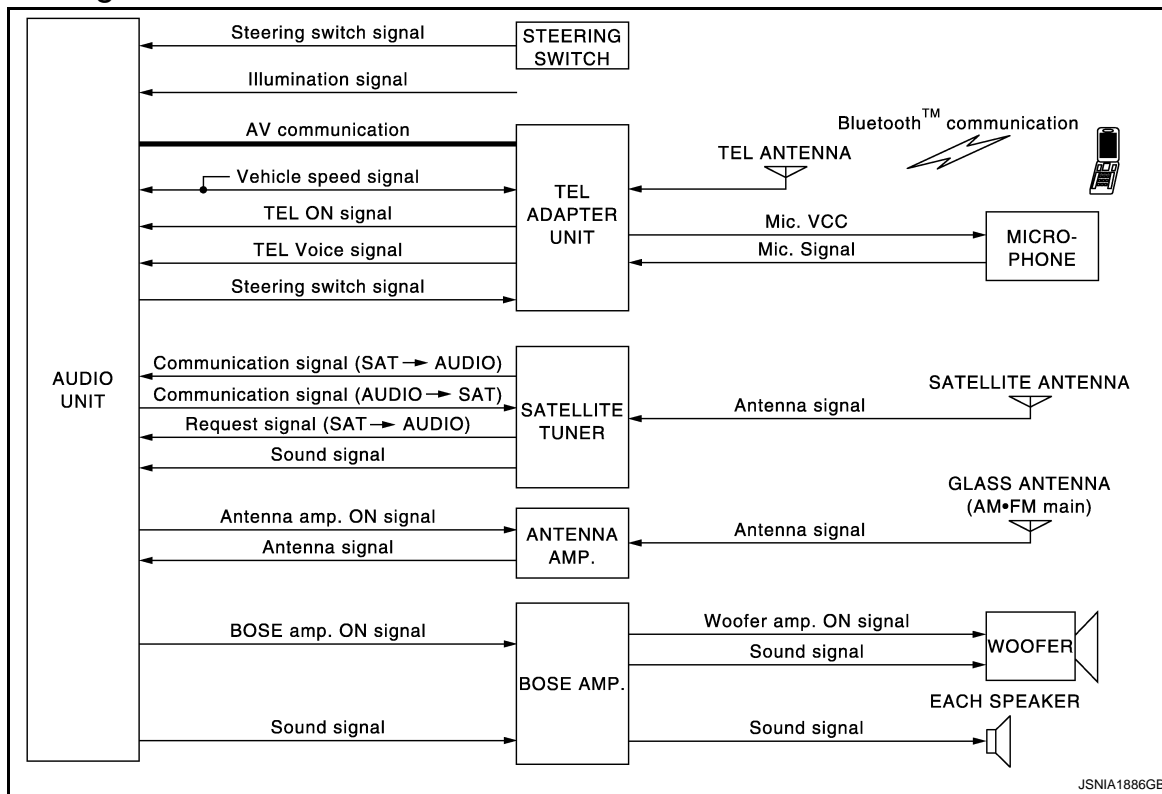 Steering switch signal
STEERING
SWITCH
Illumination signal
AV communication
Bluetooth™ communication
TEL ANTENNA
Vehicle speed signal
TEL
ADAPTER
UNIT
TEL ON signal
Mic. VCC
MICRO-
PHONE
TEL Voice signal
Mic. Signal
Steering switch signal
AUDIO
UNIT
Communication signal (SAT → AUDIO)
Communication signal (AUDIO → SAT)
Request signal (SAT → AUDIO)
Sound signal
SATELLITE
TUNER
Antenna signal
SATELLITE ANTENNA
GLASS ANTENNA
(AM•FM main)
Antenna amp. ON signal
Antenna signal
ANTENNA
AMP.
Antenna signal
BOSE amp. ON signal
BOSE AMP.
Woofer amp. ON signal
Sound signal
WOOFER
EACH SPEAKER
Sound signal
Sound signal
JSNIA1886GB